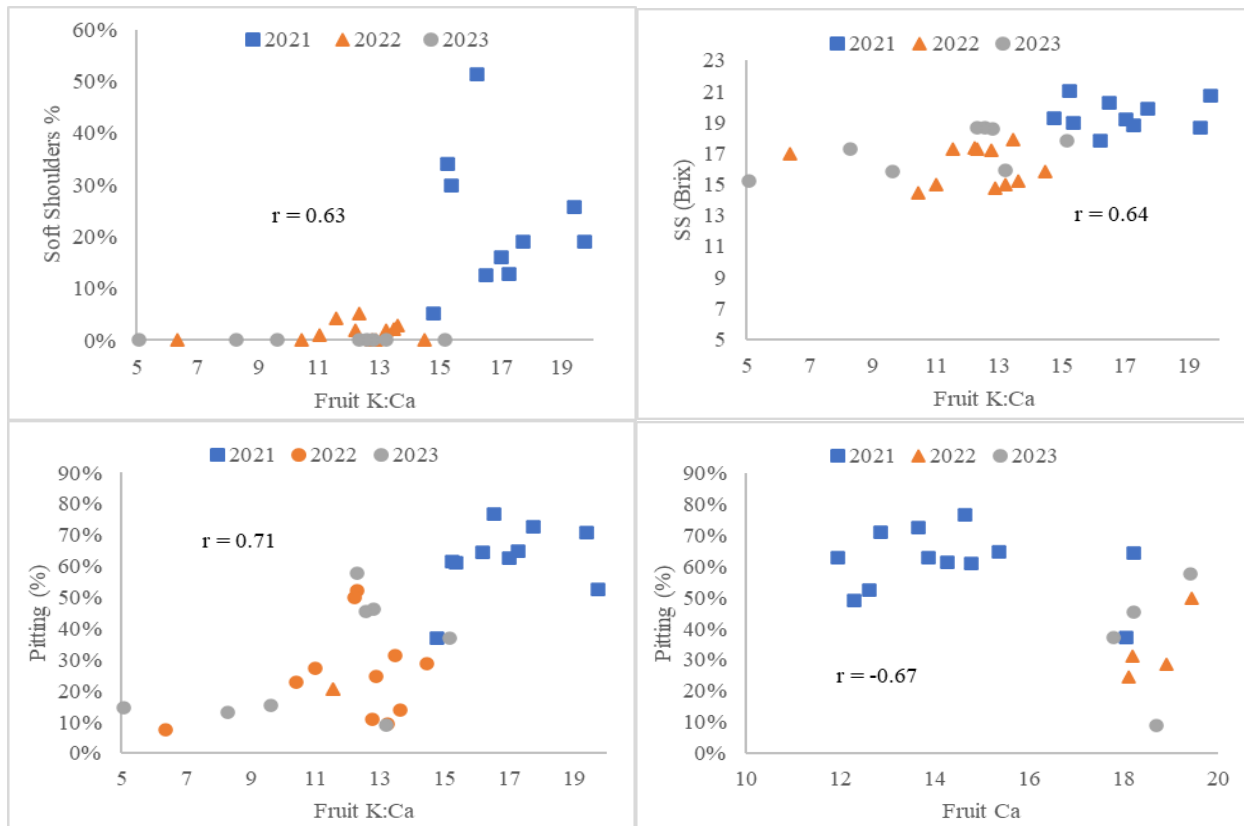 60%
50%
40%
30%
20%
10%
0%
Soft Shoulders %
2021 2022 2023
r = 0.63
5 7 9 11 13 15 17 19
Fruit K:Ca
23
21
19
17
15
13
11
9
7
5
SS (Brix)
2021 2022 2023
r = 0.64
5 7 9 11 13 15 17 19
Fruit K:Ca
90%
80%
70%
60%
50%
40%
30%
20%
10%
0%
Pitting (%)
2021 2022 2023
r = 0.71
5 7 9 11 13 15 17 19
Fruit K:Ca
90%
80%
70%
60%
50%
40%
30%
20%
10%
0%
Pitting (%)
2021 2022 2023
r = -0.67
10 12 14 16 18 20
Fruit Ca